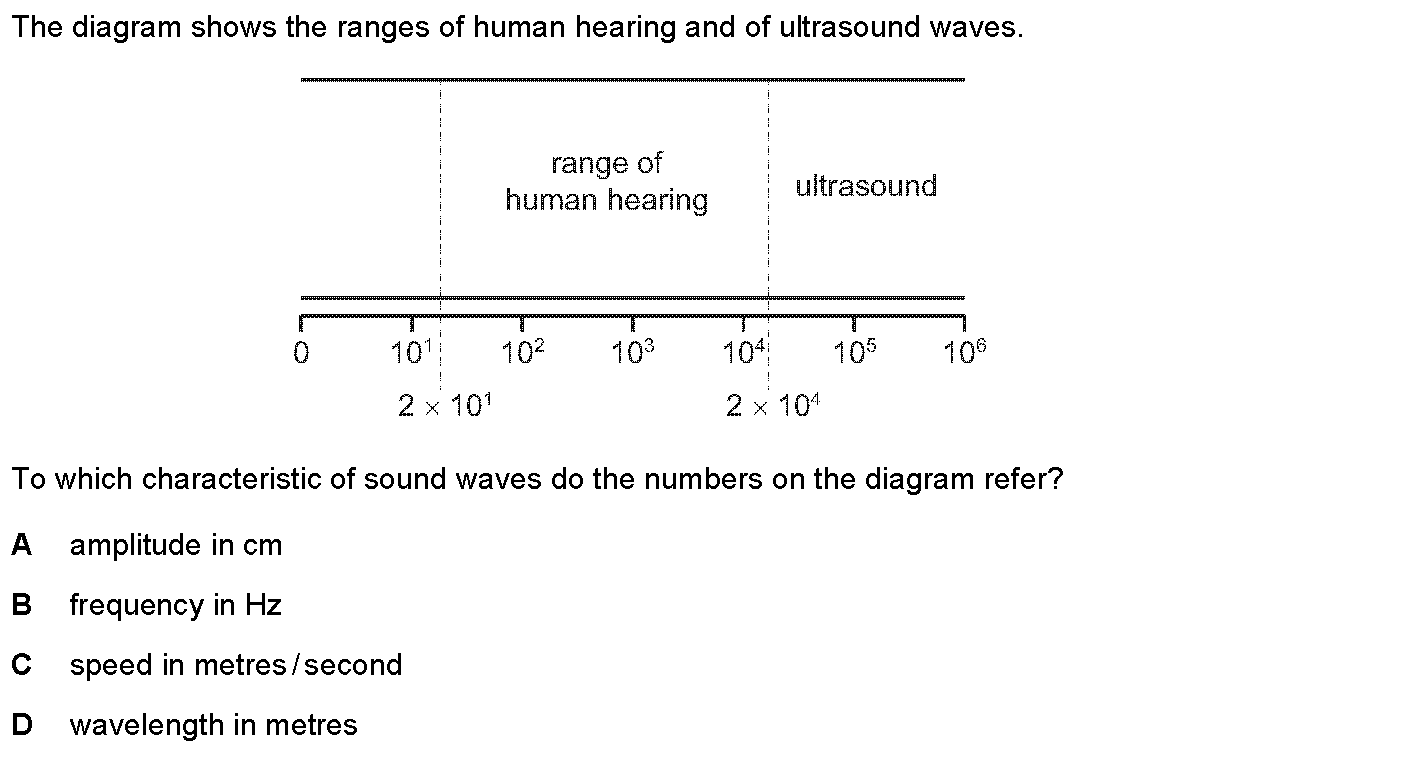 The diagram shows the ranges of human hearing and of ultrasound waves.
range of
human hearing
ultrasound
0 10¹ 10² 10³ 10⁴ 10⁵ 10⁶
2 × 10¹ 2 × 10⁴
To which characteristic of sound waves do the numbers on the diagram refer?
A amplitude in cm
B frequency in Hz
C speed in metres / second
D wavelength in metres